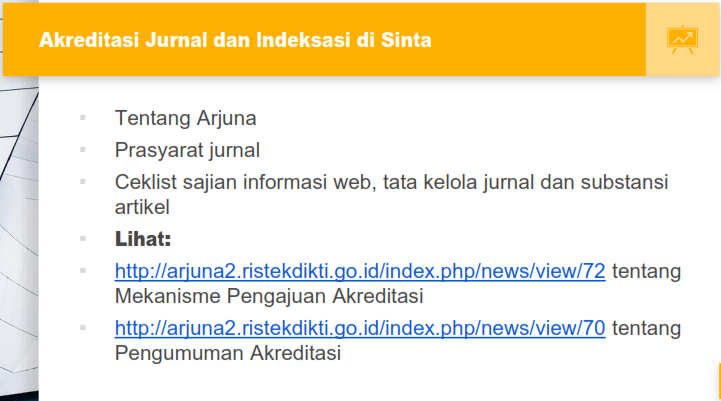 Akreditasi Jurnal dan Indeksasi di Sinta
Tentang Arjuna
Prasyarat jurnal
Ceklist sajian informasi web, tata kelola jurnal dan substansi
artikel
Lihat:
http://arjuna2.ristekdikti.go.id/index.php/news/view/72 tentang
Mekanisme Pengajuan Akreditasi
http://arjuna2.ristekdikti.go.id/index.php/news/view/70 tentang
Pengumuman Akreditasi